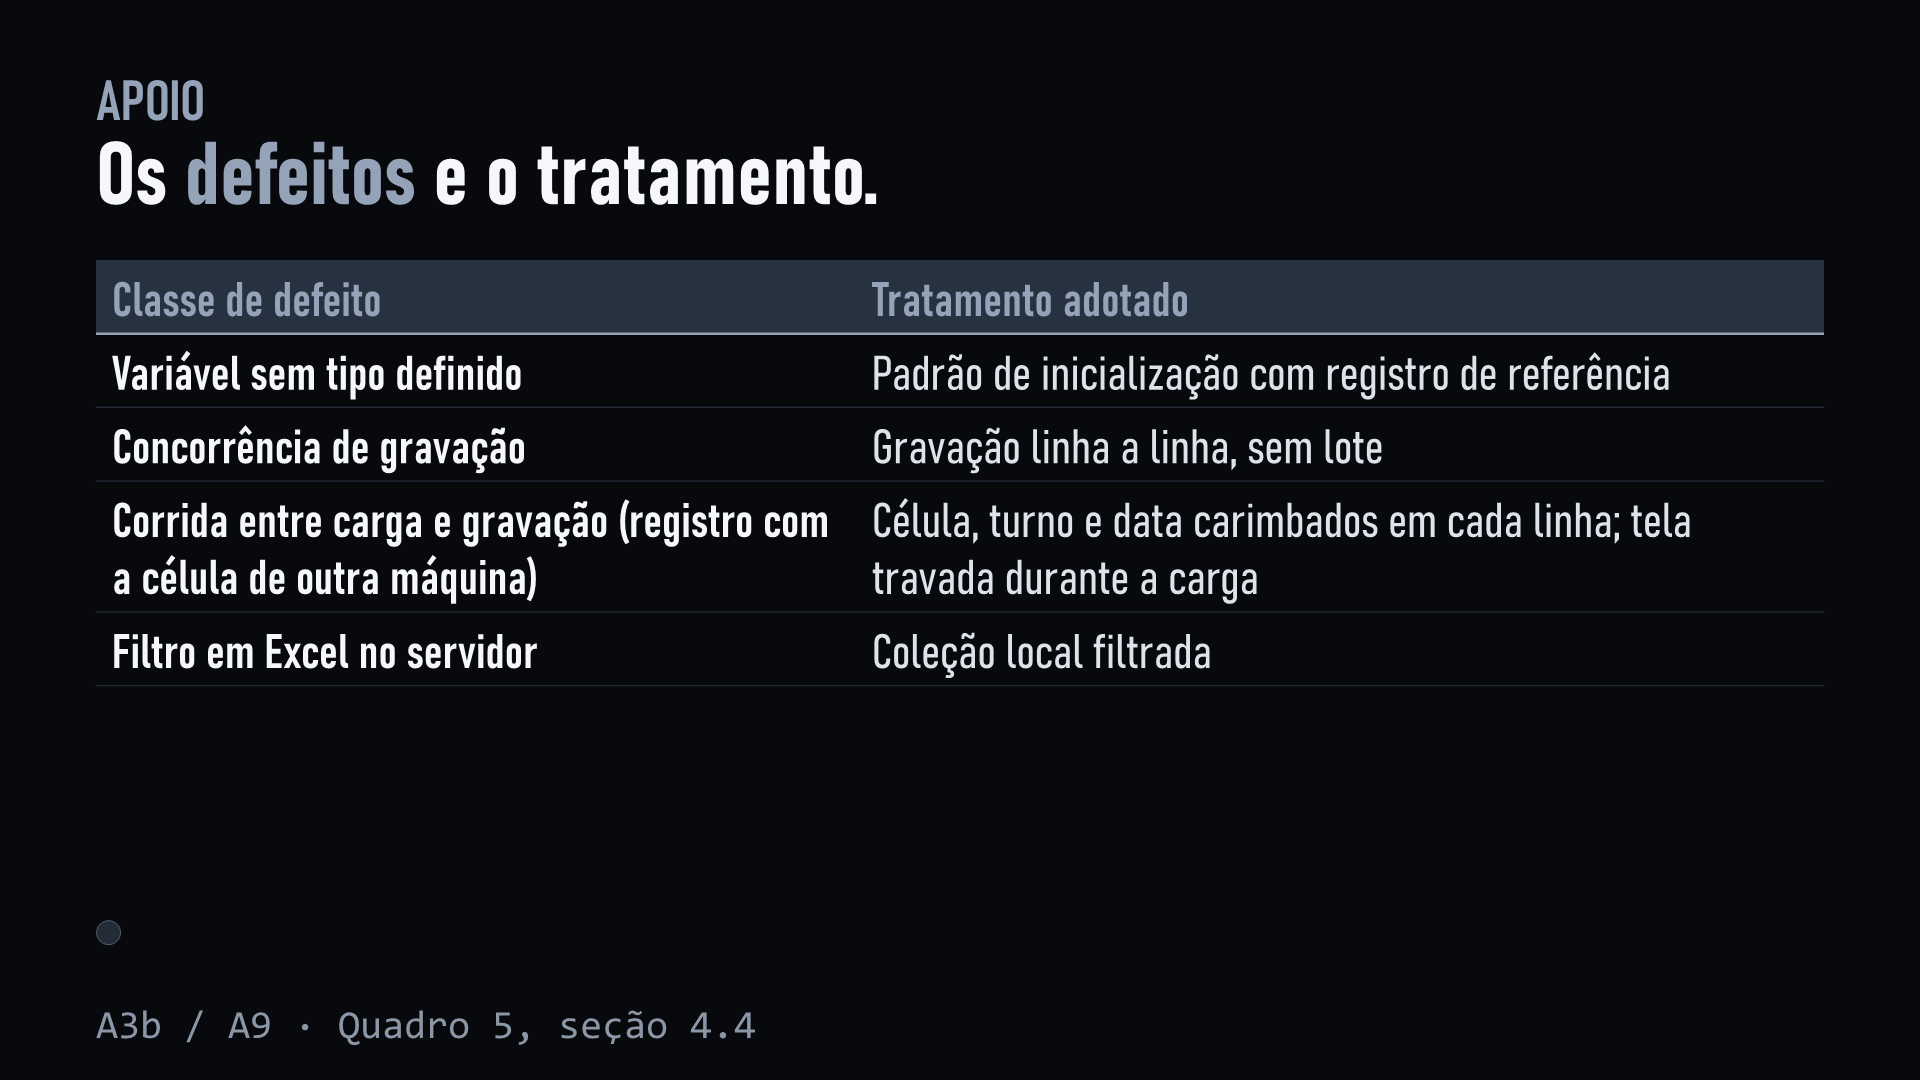 APOIO
Os defeitos e o tratamento.
Classe de defeito Tratamento adotado
Variável sem tipo definido Padrão de inicialização com registro de referência
Concorrência de gravação Gravação linha a linha, sem lote
Corrida entre carga e gravação (registro com Célula, turno e data carimbados em cada linha; tela
a célula de outra máquina) travada durante a carga
Filtro em Excel no servidor Coleção local filtrada
A3b / A9 · Quadro 5, seção 4.4